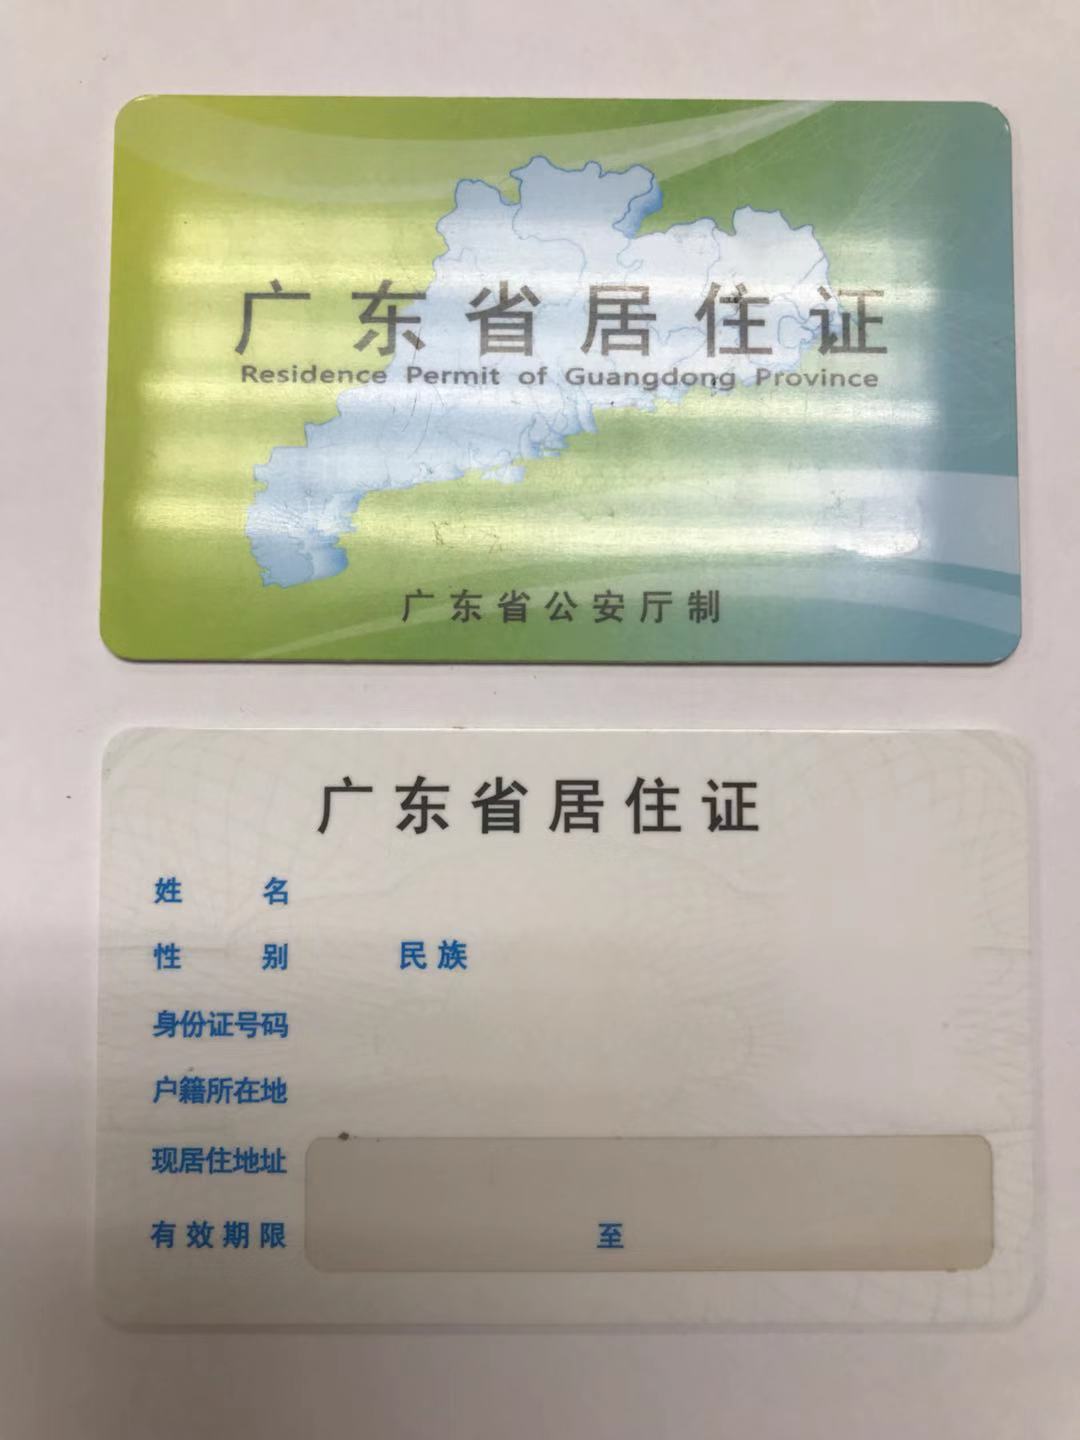 广东省居住证
Residence Permit of Guangdong Province
广东省公安厅制
广东省居住证
姓名
性别 民族
身份证号码
户籍所在地
现居住地址
有效期限 至